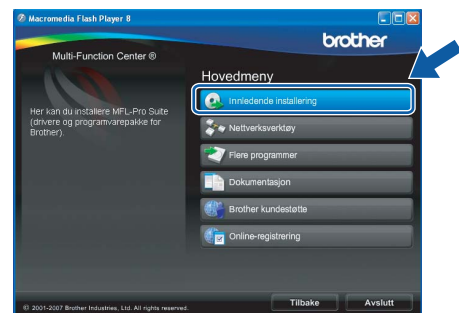 Macromedia Flash Player 8
brother
Multi-Function Center ®
Hovedmeny
Her kan du installere MFL-Pro Suite
(drivere og programvarepakke for
Brother).
Innledende installering
Nettverksverktøy
Flere programmer
Dokumentasjon
Brother kundestøtte
Online-registrering
© 2001-2007 Brother Industries, Ltd. All rights reserved.
Tilbake
Avslutt